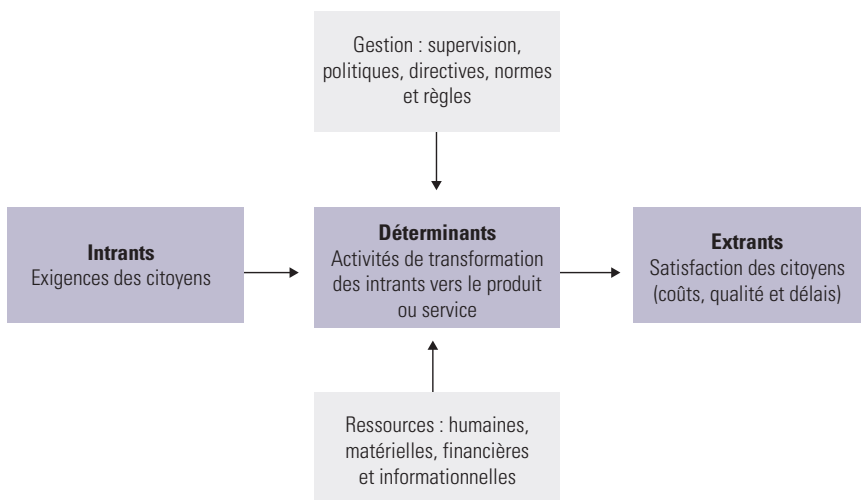 Gestion : supervision,
politiques, directives, normes
et règles
Intrants
Exigences des citoyens
Déterminants
Activités de transformation
des intrants vers le produit
ou service
Extrants
Satisfaction des citoyens
(coûts, qualité et délais)
Ressources : humaines,
matérielles, financières
et informationnelles